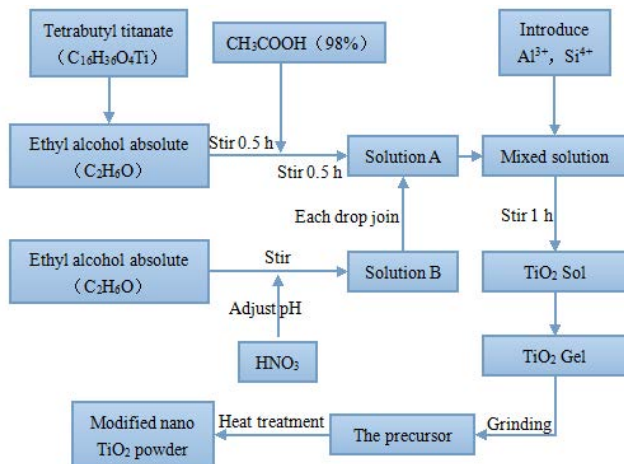 Tetrabutyl titanate
（C₁₆H₃₆O₄Ti）
CH₃COOH（98%）
Introduce
Al³⁺，Si⁴⁺
Ethyl alcohol absolute
（C₂H₆O）
Stir 0.5 h
Stir 0.5 h
Solution A
Mixed solution
Each drop join
Stir 1 h
Ethyl alcohol absolute
（C₂H₆O）
Stir
Solution B
TiO₂ Sol
Adjust pH
HNO₃
TiO₂ Gel
Modified nano
TiO₂ powder
Heat treatment
The precursor
Grinding